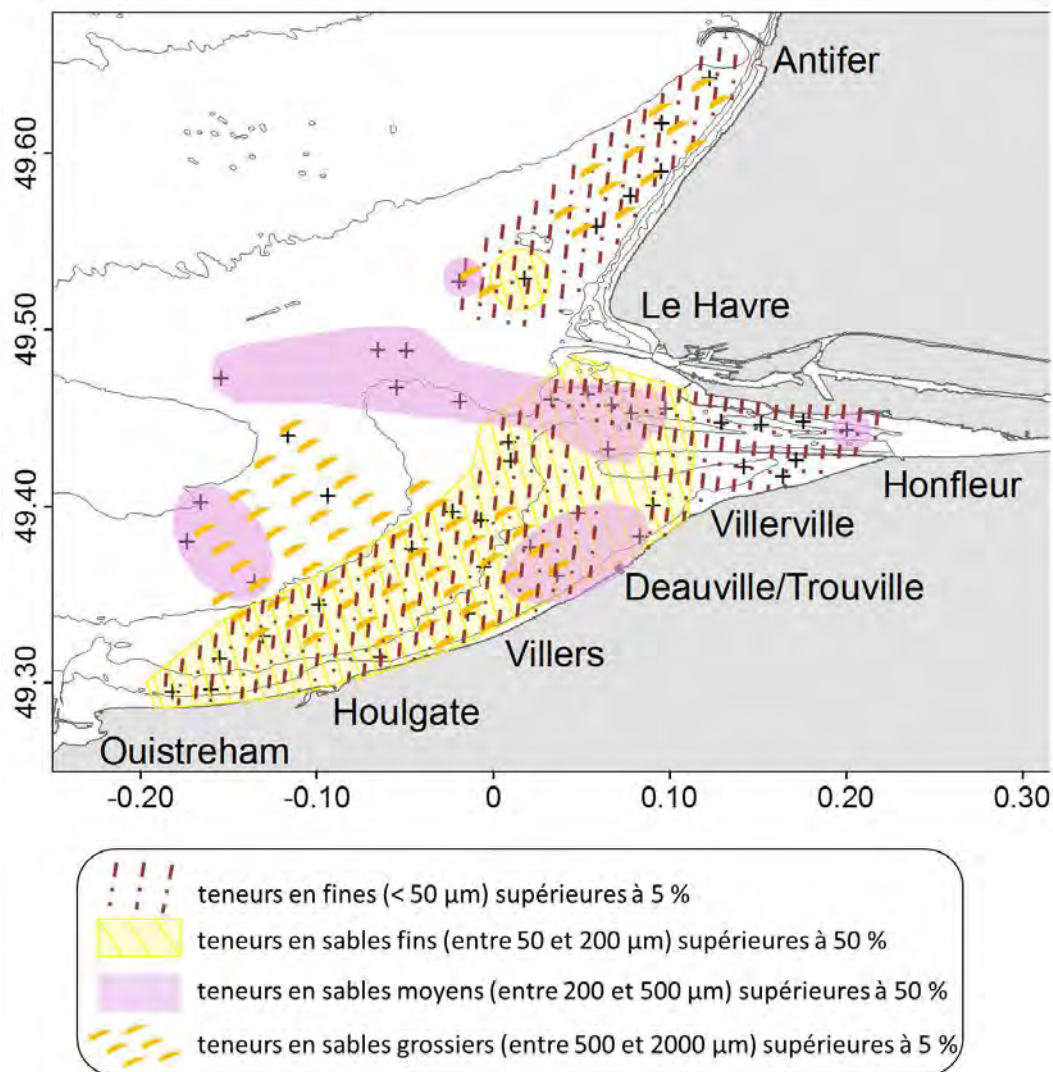 Antifer
49.60
49.50
Le Havre
49.40
Honfleur
Villerville
Deauville/Trouville
49.30
Villers
Houlgate
Ouistreham
-0.20 -0.10 0 0.10 0.20 0.30
teneurs en fines (< 50 µm) supérieures à 5 %
teneurs en sables fins (entre 50 et 200 µm) supérieures à 50 %
teneurs en sables moyens (entre 200 et 500 µm) supérieures à 50 %
teneurs en sables grossiers (entre 500 et 2000 µm) supérieures à 5 %